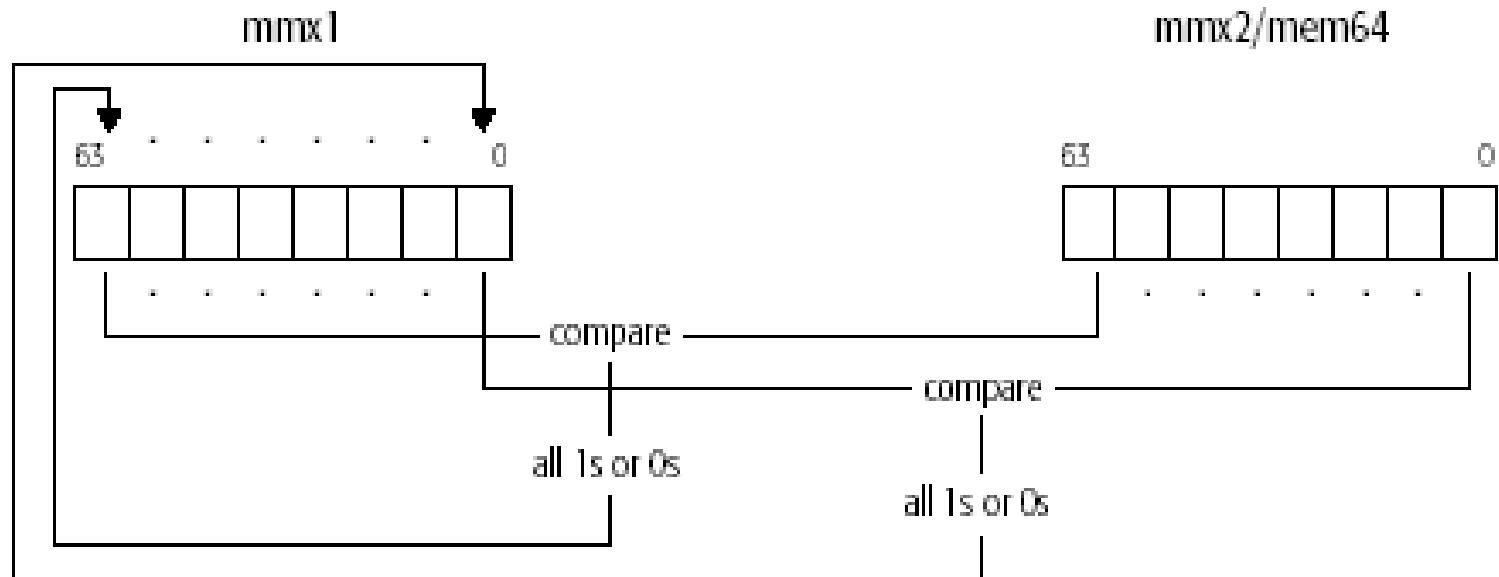 mmx1
mmx2/mem64
63 . . . . . . 0
63 0
. . . . . .
. . . . . .
compare
compare
all 1s or 0s
all 1s or 0s